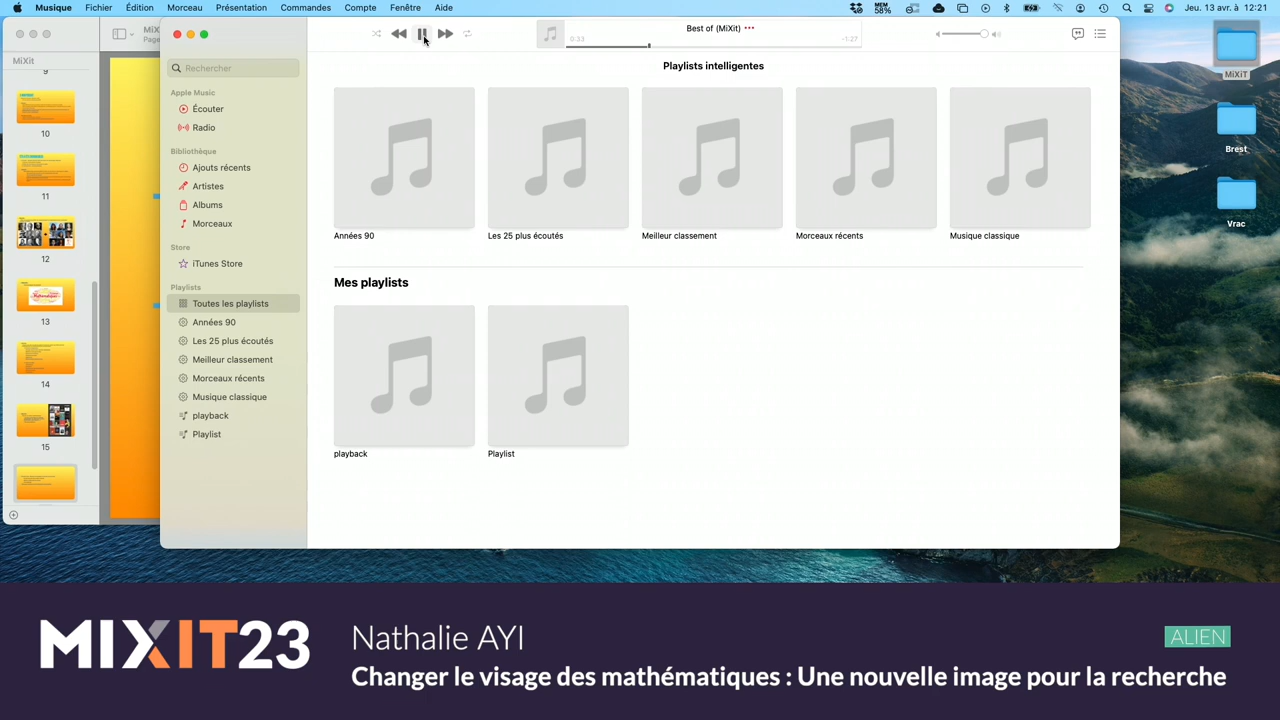 Musique Fichier Édition Morceau Présentation Commandes Compte Fenêtre Aide
MEM 58%
Jeu. 13 avr. à 12:21
MiX
Pag
MiXit
9
10
11
12
13
14
15
Rechercher
Apple Music
Écouter
Radio
Bibliothèque
Ajouts récents
Artistes
Albums
Morceaux
Store
iTunes Store
Playlists
Toutes les playlists
Années 90
Les 25 plus écoutés
Meilleur classement
Morceaux récents
Musique classique
playback
Playlist
Best of (MiXit) •••
0:33
-1:27
Playlists intelligentes
Années 90
Les 25 plus écoutés
Meilleur classement
Morceaux récents
Musique classique
Mes playlists
playback
Playlist
MiXiT
Brest
Vrac
MIXIT23
Nathalie AYI
ALIEN
Changer le visage des mathématiques : Une nouvelle image pour la recherche